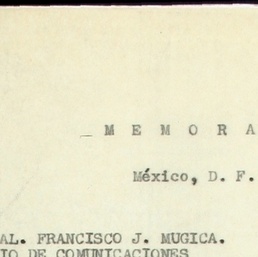 M E M O R A
México, D. F.
AL. FRANCISCO J. MUGICA.
IO DE COMUNICACIONES